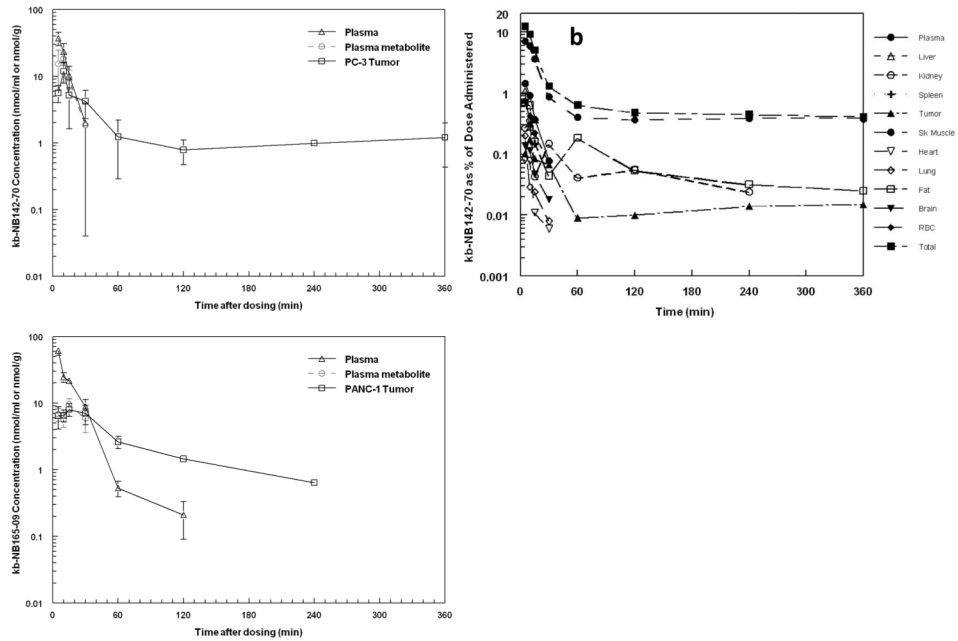 100
10
1
0.1
0.01
kb-NB142-70 Concentration (nmol/ml or nmol/g)
Plasma
Plasma metabolite
PC-3 Tumor
0 60 120 180 240 300 360
Time after dosing (min)
b
20
10
1
0.1
0.01
0.001
kb-NB142-70 as % of Dose Administered
0 60 120 180 240 300 360
Time (min)
Plasma
Liver
Kidney
Spleen
Tumor
Sk Muscle
Heart
Lung
Fat
Brain
RBC
Total
100
10
1
0.1
0.01
kb-NB165-09 Concentration (nmol/ml or nmol/g)
Plasma
Plasma metabolite
PANC-1 Tumor
0 60 120 180 240 300 360
Time after dosing (min)